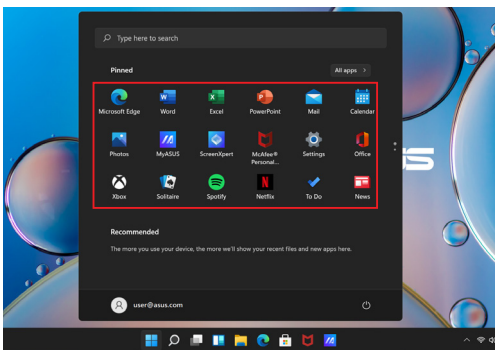 Type here to search
Pinned
All apps >
Microsoft Edge Word Excel PowerPoint Mail Calendar
Photos MyASUS ScreenXpert McAfee® Personal... Settings Office
Xbox Solitaire Spotify Netflix To Do News
Recommended
The more you use your device, the more we'll show your recent files and new apps here.
user@asus.com